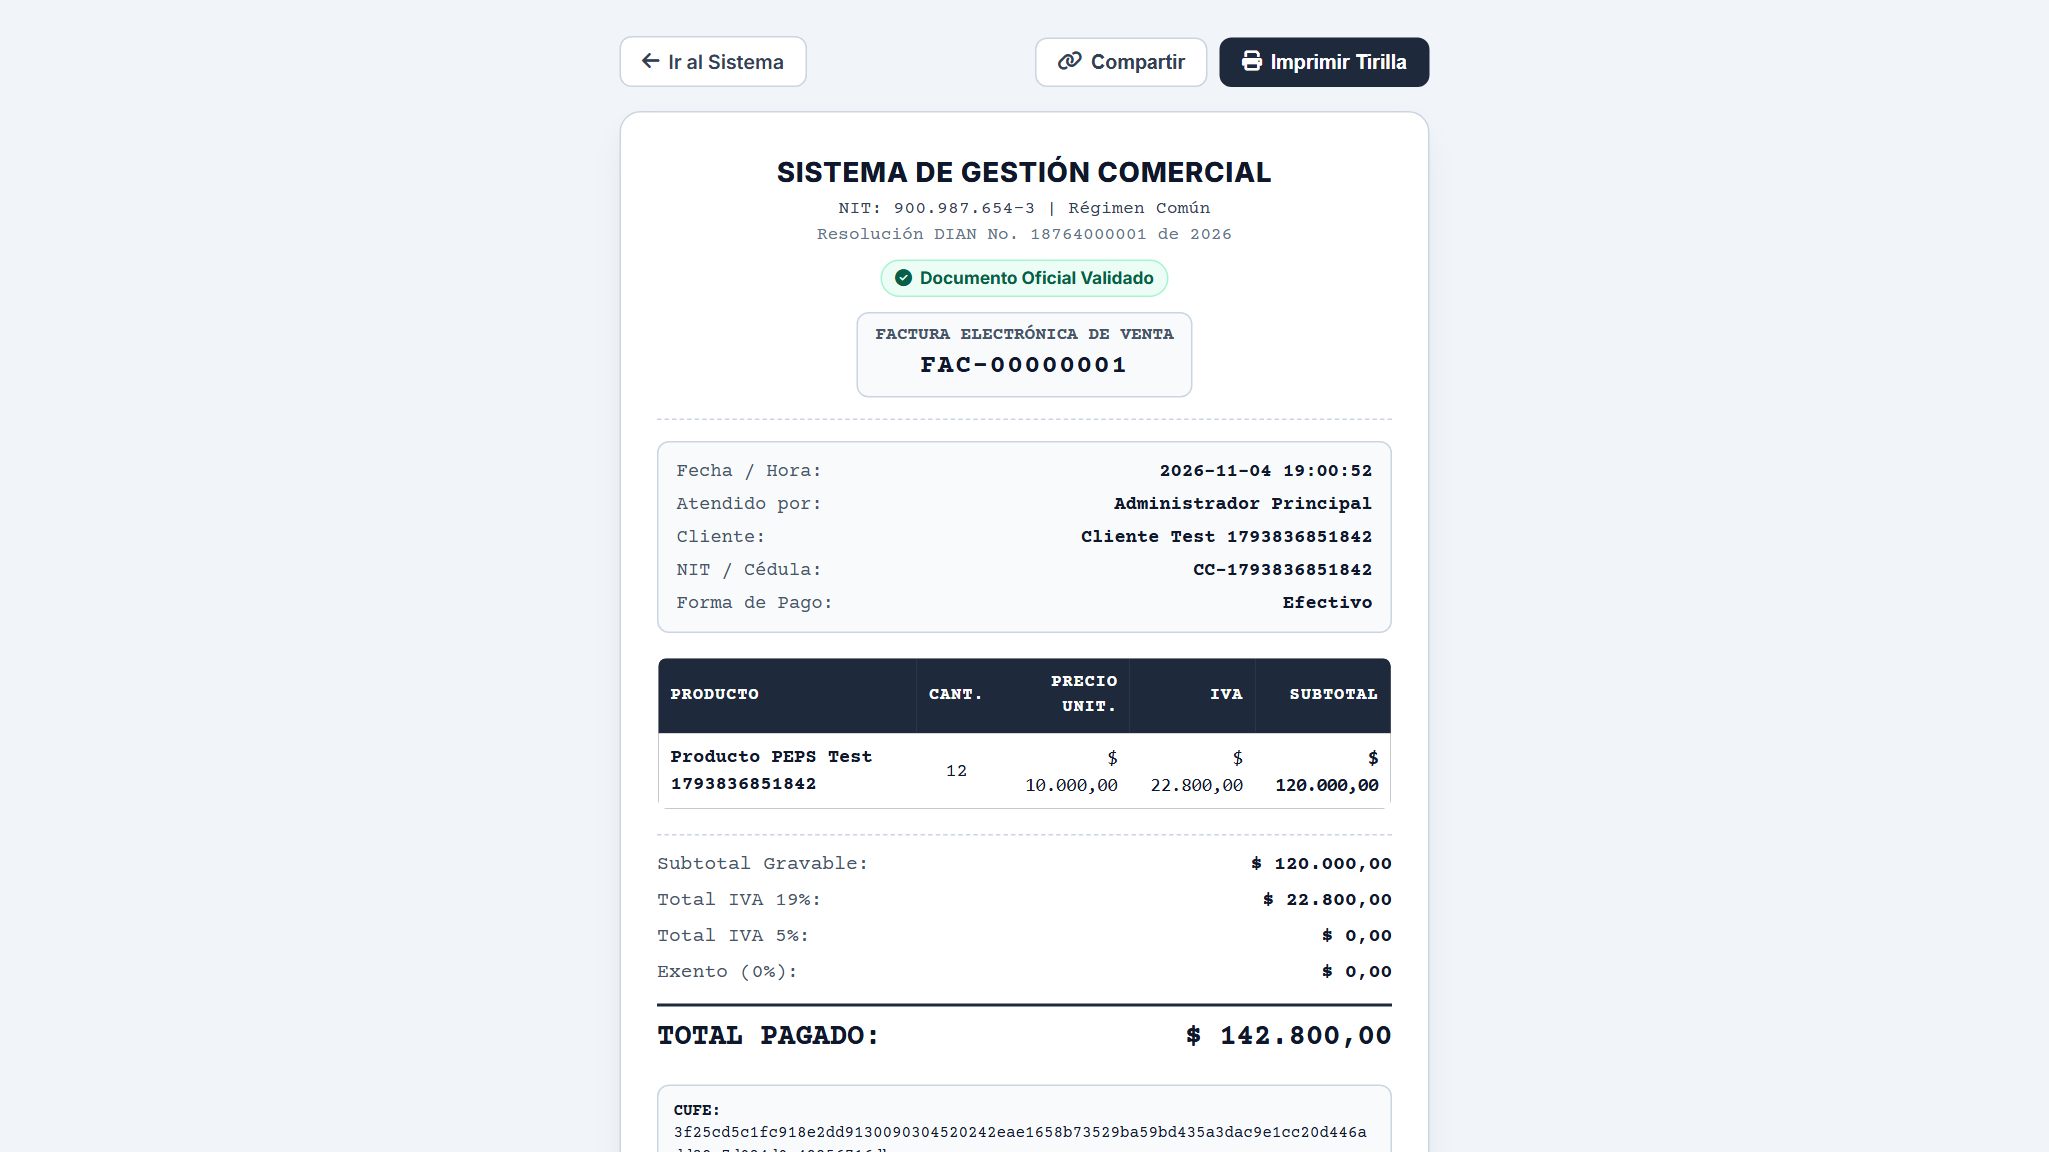 Ir al Sistema
Compartir
Imprimir Tirilla
SISTEMA DE GESTIÓN COMERCIAL
NIT: 900.987.654-3 | Régimen Común
Resolución DIAN No. 18764000001 de 2026
Documento Oficial Validado
FACTURA ELECTRÓNICA DE VENTA
FAC-00000001
Fecha / Hora: 2026-11-04 19:00:52
Atendido por: Administrador Principal
Cliente: Cliente Test 1793836851842
NIT / Cédula: CC-1793836851842
Forma de Pago: Efectivo
PRODUCTO CANT. PRECIO UNIT. IVA SUBTOTAL
Producto PEPS Test 1793836851842 12 $ 10.000,00 $ 22.800,00 $ 120.000,00
Subtotal Gravable: $ 120.000,00
Total IVA 19%: $ 22.800,00
Total IVA 5%: $ 0,00
Exento (0%): $ 0,00
TOTAL PAGADO: $ 142.800,00
CUFE:
3f25cd5c1fc918e2dd9130090304520242eae1658b73529ba59bd435a3dac9e1cc20d446a